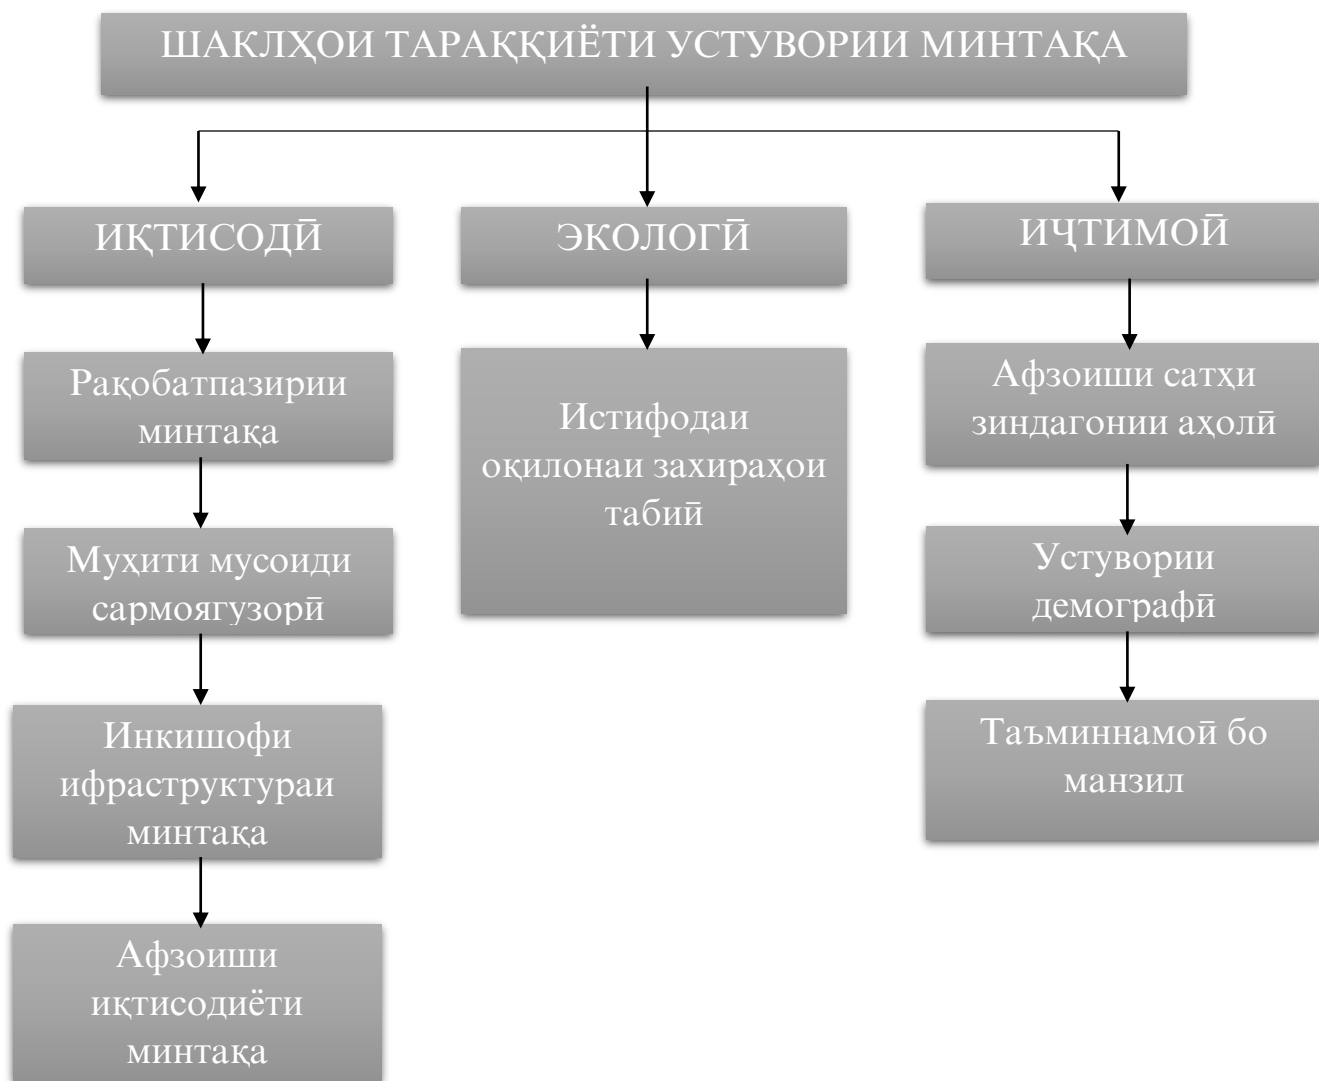 ШАКЛҲОИ ТАРАҚҚИЁТИ УСТУВОРИИ МИНТАҚА
ИҚТИСОДӢ
ЭКОЛОГӢ
ИҶТИМОӢ
Рақобатпазирии
минтақа
Муҳити мусоиди
сармоягузорӣ
Инкишофи
ифраструктураи
минтақа
Афзоиши
иқтисодиёти
минтақа
Истифодаи
оқилонаи захираҳои
табиӣ
Афзоиши сатҳи
зиндагонии аҳолӣ
Устувории
демографӣ
Таъминнамоӣ бо
манзил